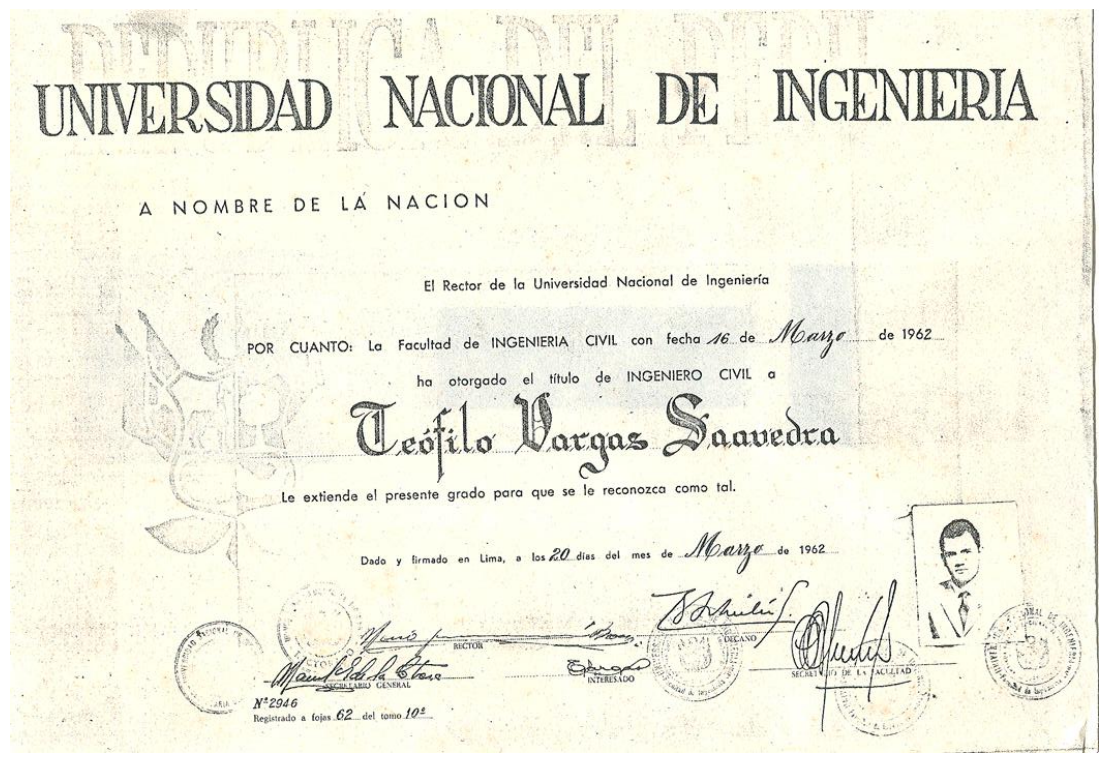 REPUBLICA DEL PERU
UNIVERSIDAD NACIONAL DE INGENIERIA
A NOMBRE DE LA NACION
El Rector de la Universidad Nacional de Ingeniería
POR CUANTO: La Facultad de INGENIERIA CIVIL con fecha 16 de Marzo de 1962
ha otorgado el título de INGENIERO CIVIL a
Teófilo Vargas Saavedra
Le extiende el presente grado para que se le reconozca como tal.
Dado y firmado en Lima, a los 20 días del mes de Marzo de 1962
DECANO
RECTOR
SECRETARIO DE LA FACULTAD
INTERESADO
SECRETARIO GENERAL
Nº 2946
Registrado a fojas 62 del tomo 10º